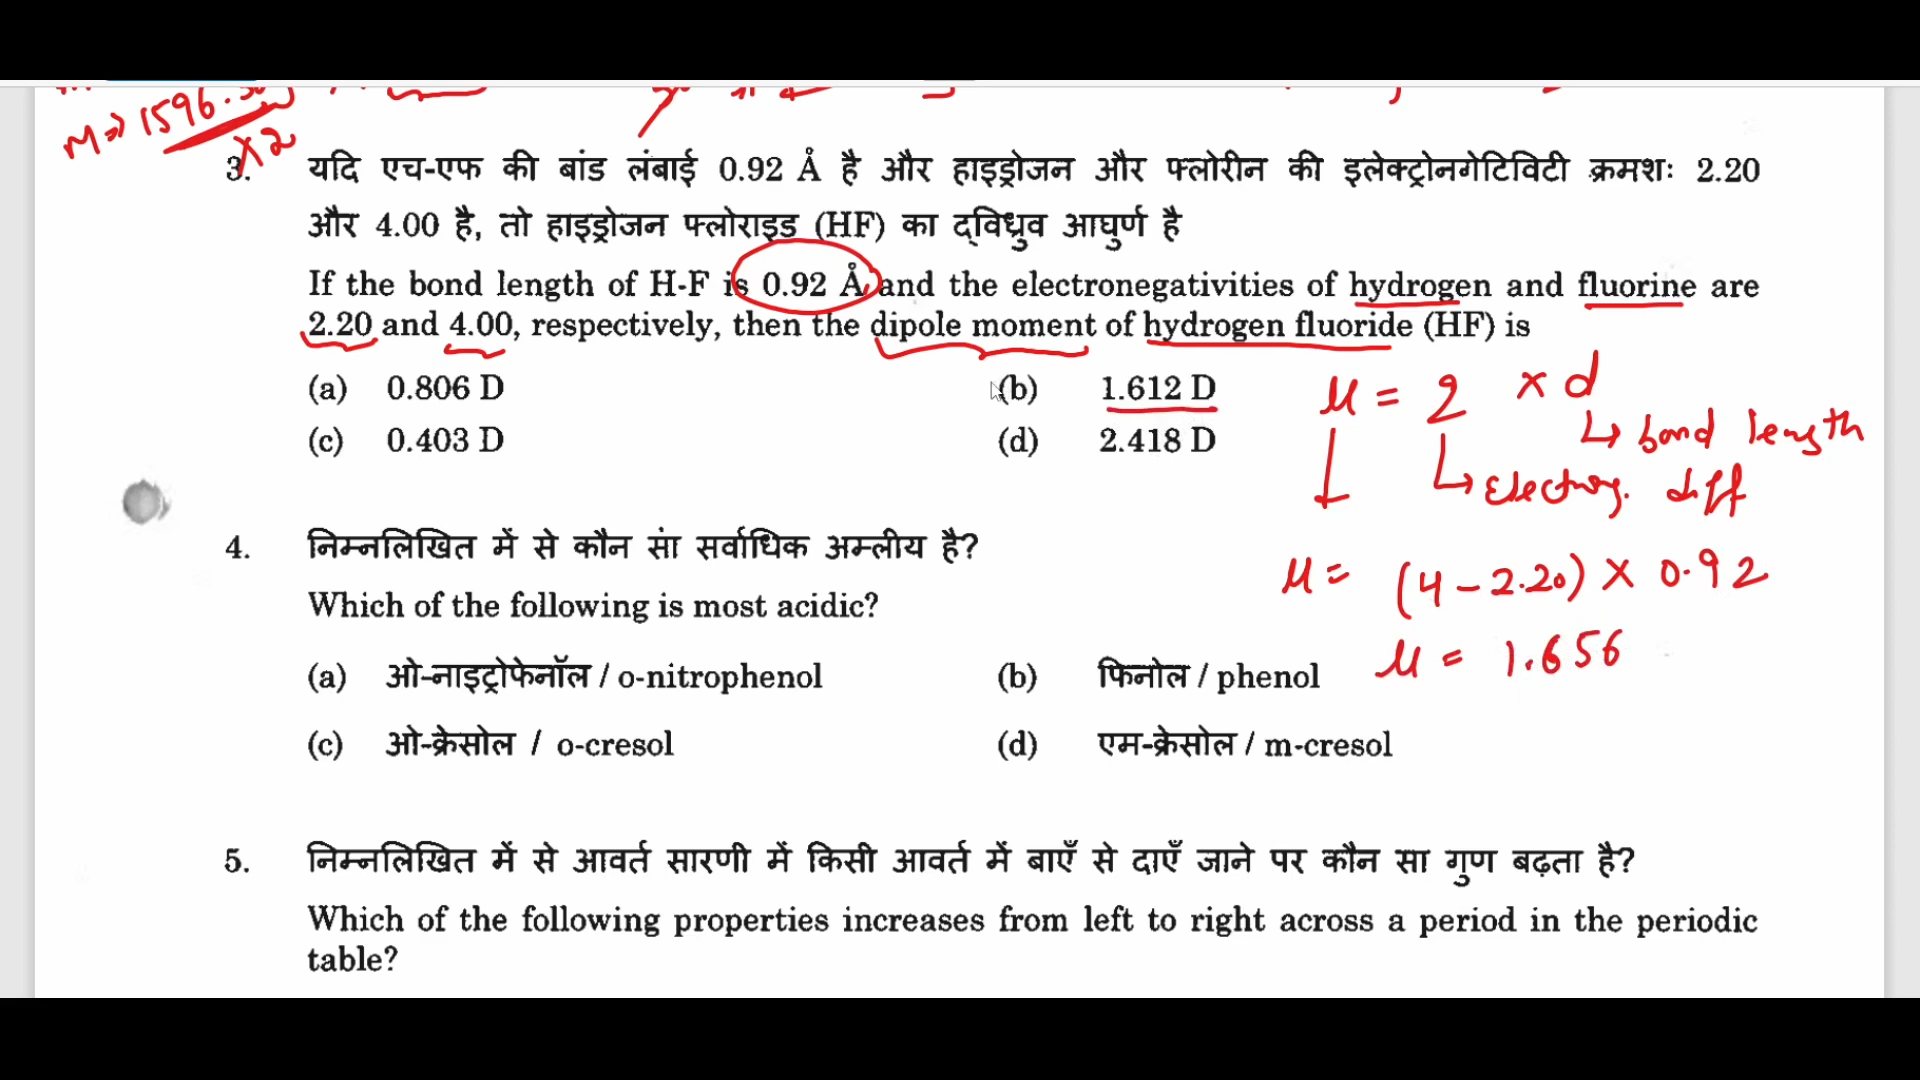 M => 1596.
X2
3. यदि एच-एफ की बांड लंबाई 0.92 Å है और हाइड्रोजन और फ्लोरीन की इलेक्ट्रोनगेटिविटी क्रमशः 2.20
और 4.00 है, तो हाइड्रोजन फ्लोराइड (HF) का द्विध्रुव आघुर्ण है
If the bond length of H-F is 0.92 Å and the electronegativities of hydrogen and fluorine are
2.20 and 4.00, respectively, then the dipole moment of hydrogen fluoride (HF) is
(a) 0.806 D (b) 1.612 D
(c) 0.403 D (d) 2.418 D
μ = q × d
↳ bond length
↳ Electroneg. diff
μ = (4 - 2.20) × 0.92
μ = 1.656
4. निम्नलिखित में से कौन सा सर्वाधिक अम्लीय है?
Which of the following is most acidic?
(a) ओ-नाइट्रोफेनॉल / o-nitrophenol (b) फिनोल / phenol
(c) ओ-क्रेसोल / o-cresol (d) एम-क्रेसोल / m-cresol
5. निम्नलिखित में से आवर्त सारणी में किसी आवर्त में बाएँ से दाएँ जाने पर कौन सा गुण बढ़ता है?
Which of the following properties increases from left to right across a period in the periodic
table?